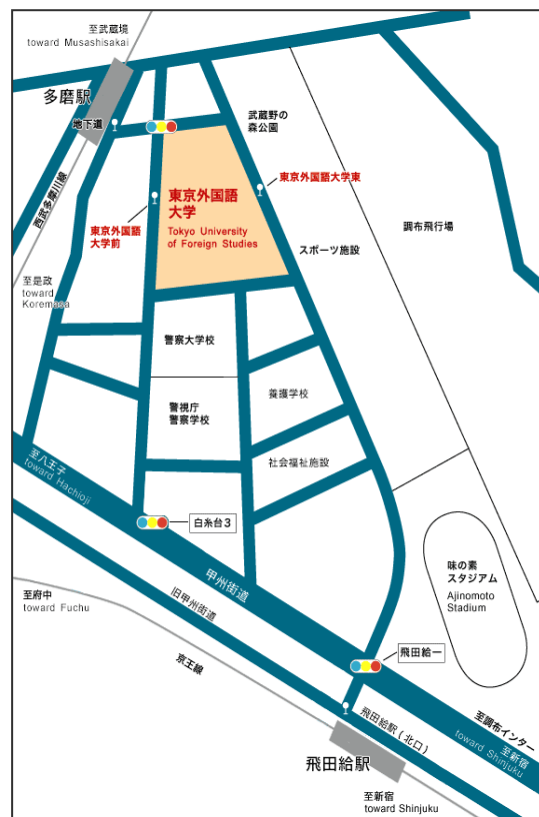 至武蔵境
toward Musashisakai
多磨駅
地下道
武蔵野の
森公園
東京外国語大学東
東京外国語
大学
Tokyo University
of Foreign Studies
西武多摩川線
東京外国語
大学前
調布飛行場
スポーツ施設
至是政
toward
Koremasa
警察大学校
養護学校
警視庁
警察学校
社会福祉施設
至八王子
toward Hachioji
白糸台3
甲州街道
味の素
スタジアム
Ajinomoto
Stadium
至府中
toward Fuchu
旧甲州街道
飛田給一
京王線
飛田給駅(北口)
至調布インター
至新宿
toward Shinjuku
飛田給駅
至新宿
toward Shinjuku